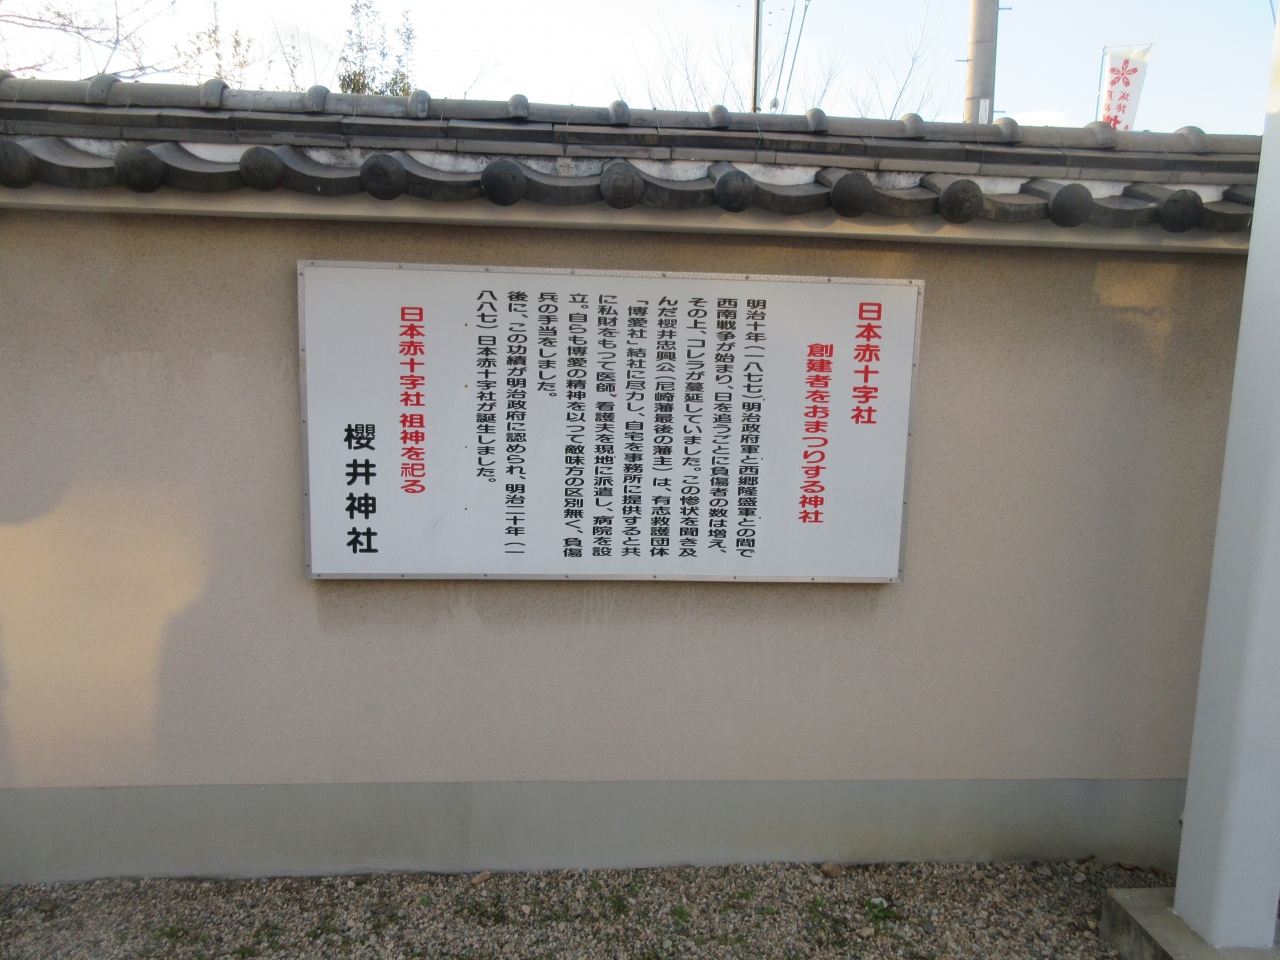 日本赤十字社
創建者をおまつりする神社
明治十年(一八七七)明治政府軍と西郷隆盛軍との間で
西南戦争が始まり、日を追うごとに負傷者の数は増え、
その上、コレラが蔓延していました。この惨状を聞き及
んだ櫻井忠興公(尼崎藩最後の藩主)は、有志救護団体
「博愛社」結社に尽力し、自宅を事務所に提供すると共
に私財をもつて医師、看護夫を現地に派遣し、病院を設
立。自らも博愛の精神を以つて敵味方の区別無く、負傷
兵の手当をしました。
後に、この功績が明治政府に認められ、明治二十年(一
八八七)日本赤十字社が誕生しました。
日本赤十字社 祖神を祀る
櫻井神社